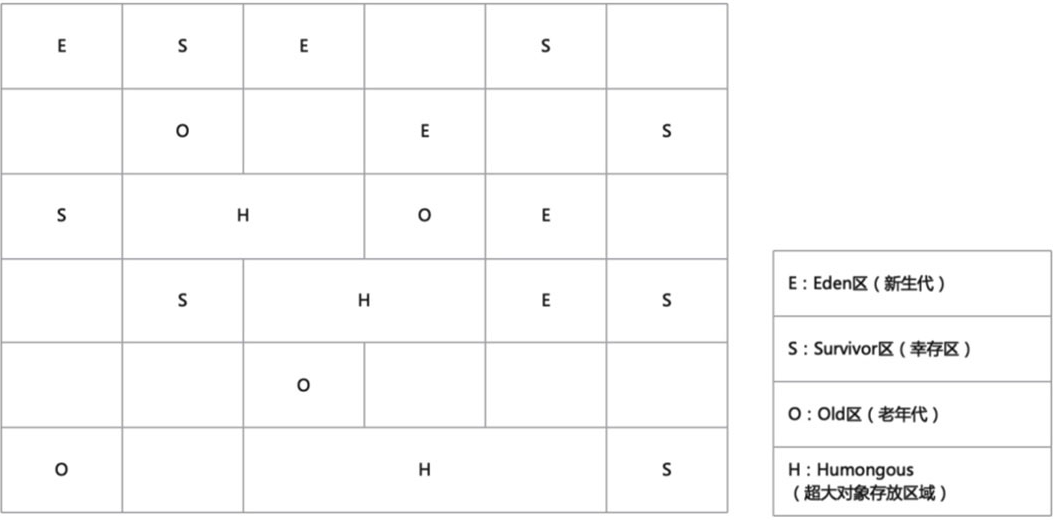 E S E S
O E S
S H O E
S H E S
O
O H S
E：Eden区（新生代）
S：Survivor区（幸存区）
O：Old区（老年代）
H：Humongous
（超大对象存放区域）